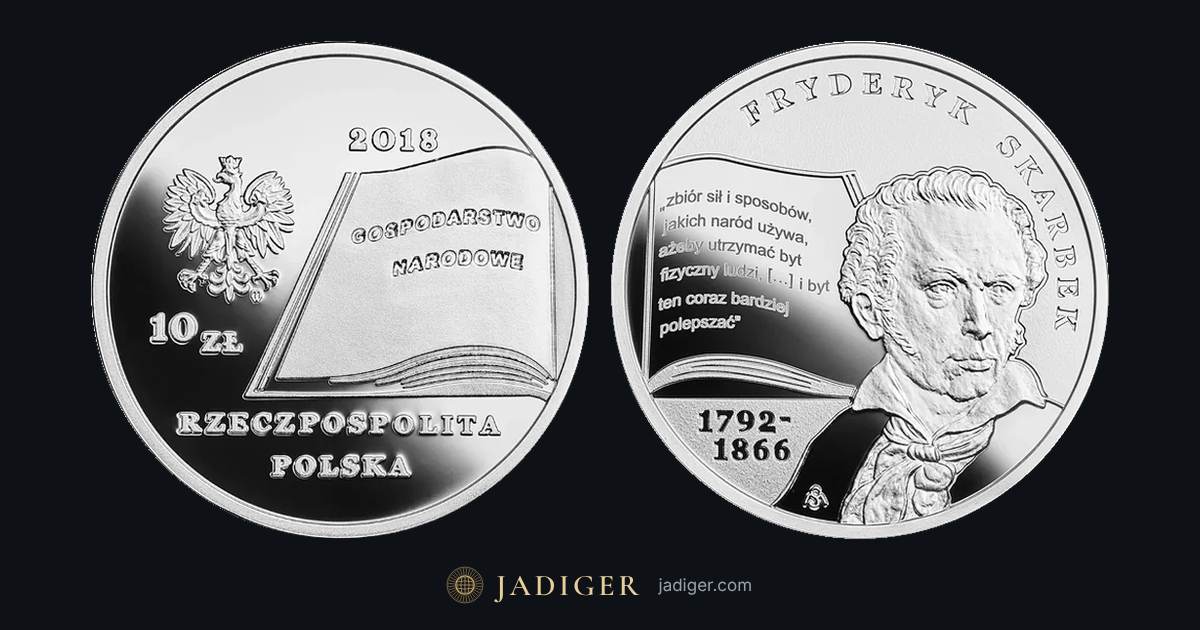 2018
GOSPODARSTWO
NARODOWE
10 ZŁ
RZECZPOSPOLITA
POLSKA
FRYDERYK SKARBEK
„zbiór sił i sposobów,
jakich naród używa,
ażeby utrzymać byt
fizyczny ludzi, [...] i byt
ten coraz bardziej
polepszać"
1792-
1866
JADIGER jadiger.com